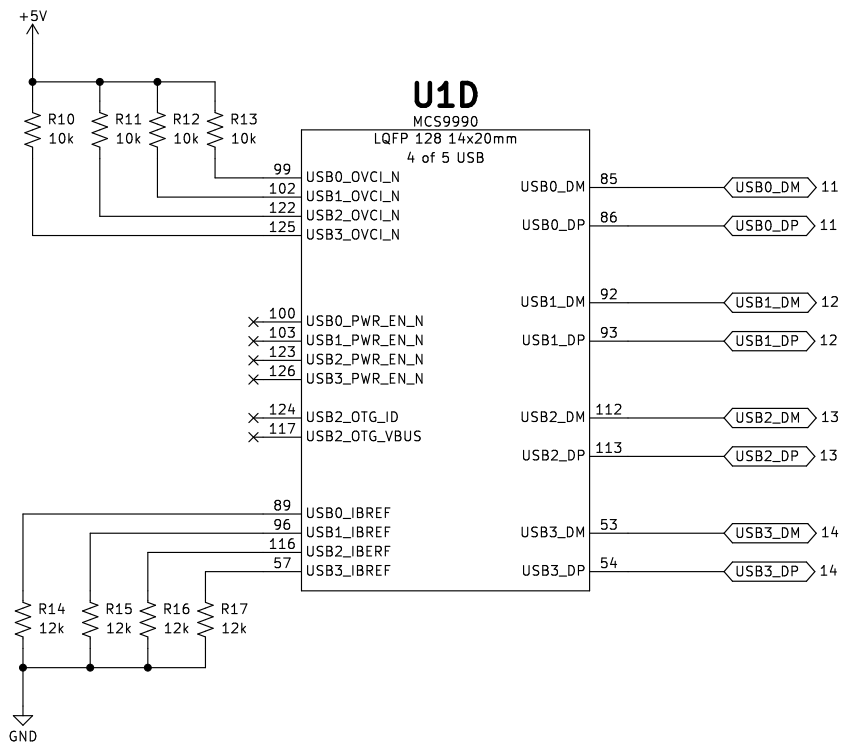 +5V
R10
10k
R11
10k
R12
10k
R13
10k
U1D
MCS9990
LQFP 128 14x20mm
4 of 5 USB
99 USB0_OVCI_N
102 USB1_OVCI_N
122 USB2_OVCI_N
125 USB3_OVCI_N
100 USB0_PWR_EN_N
103 USB1_PWR_EN_N
123 USB2_PWR_EN_N
126 USB3_PWR_EN_N
124 USB2_OTG_ID
117 USB2_OTG_VBUS
89 USB0_IBREF
96 USB1_IBREF
116 USB2_IBERF
57 USB3_IBREF
USB0_DM 85 USB0_DM 11
USB0_DP 86 USB0_DP 11
USB1_DM 92 USB1_DM 12
USB1_DP 93 USB1_DP 12
USB2_DM 112 USB2_DM 13
USB2_DP 113 USB2_DP 13
USB3_DM 53 USB3_DM 14
USB3_DP 54 USB3_DP 14
R14
12k
R15
12k
R16
12k
R17
12k
GND